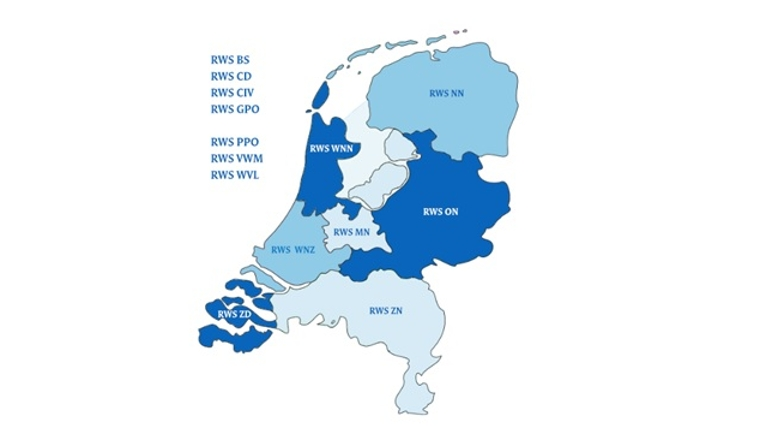 RWS BS
RWS CD
RWS CIV
RWS GPO
RWS PPO
RWS VWM
RWS WVL
RWS NN
RWS WNN
RWS ON
RWS MN
RWS WNZ
RWS ZD
RWS ZN